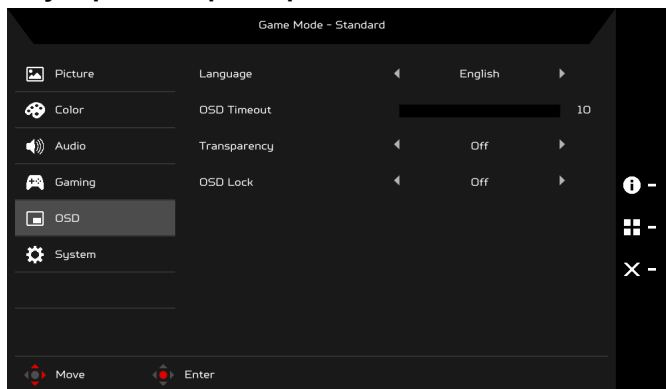 Game Mode - Standard
Picture
Language English
Color
OSD Timeout 10
Audio
Transparency Off
Gaming
OSD Lock Off
OSD
System
Move Enter